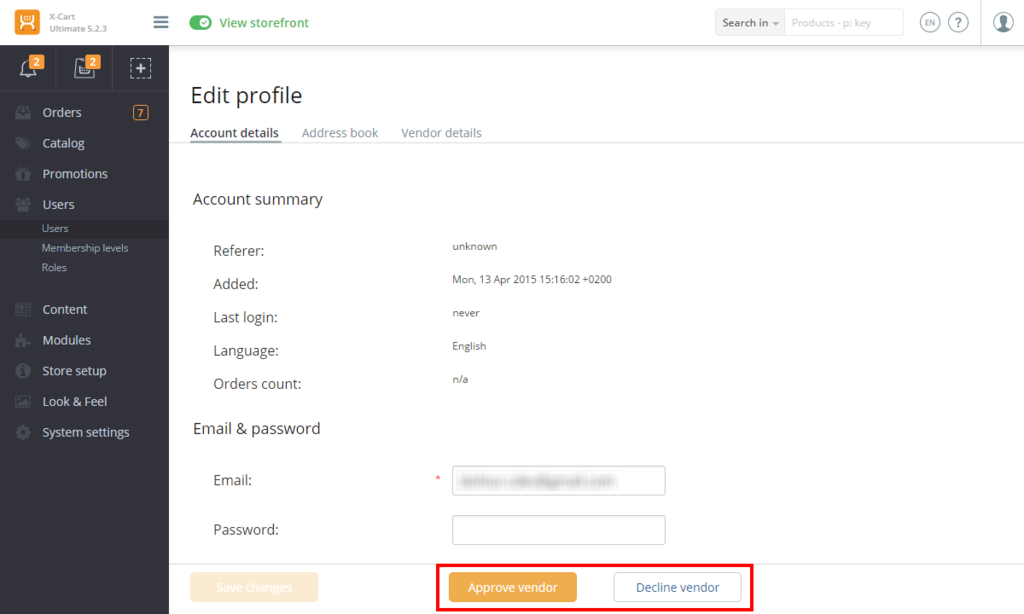 X-Cart
Ultimate 5.2.3
View storefront
Search in
Products - p: key
EN
?
2
2
Orders
7
Catalog
Promotions
Users
Users
Membership levels
Roles
Content
Modules
Store setup
Look & Feel
System settings
Edit profile
Account details Address book Vendor details
Account summary
Referer: unknown
Added: Mon, 13 Apr 2015 15:16:02 +0200
Last login: never
Language: English
Orders count: n/a
Email & password
Email: *
Password:
Save changes Approve vendor Decline vendor